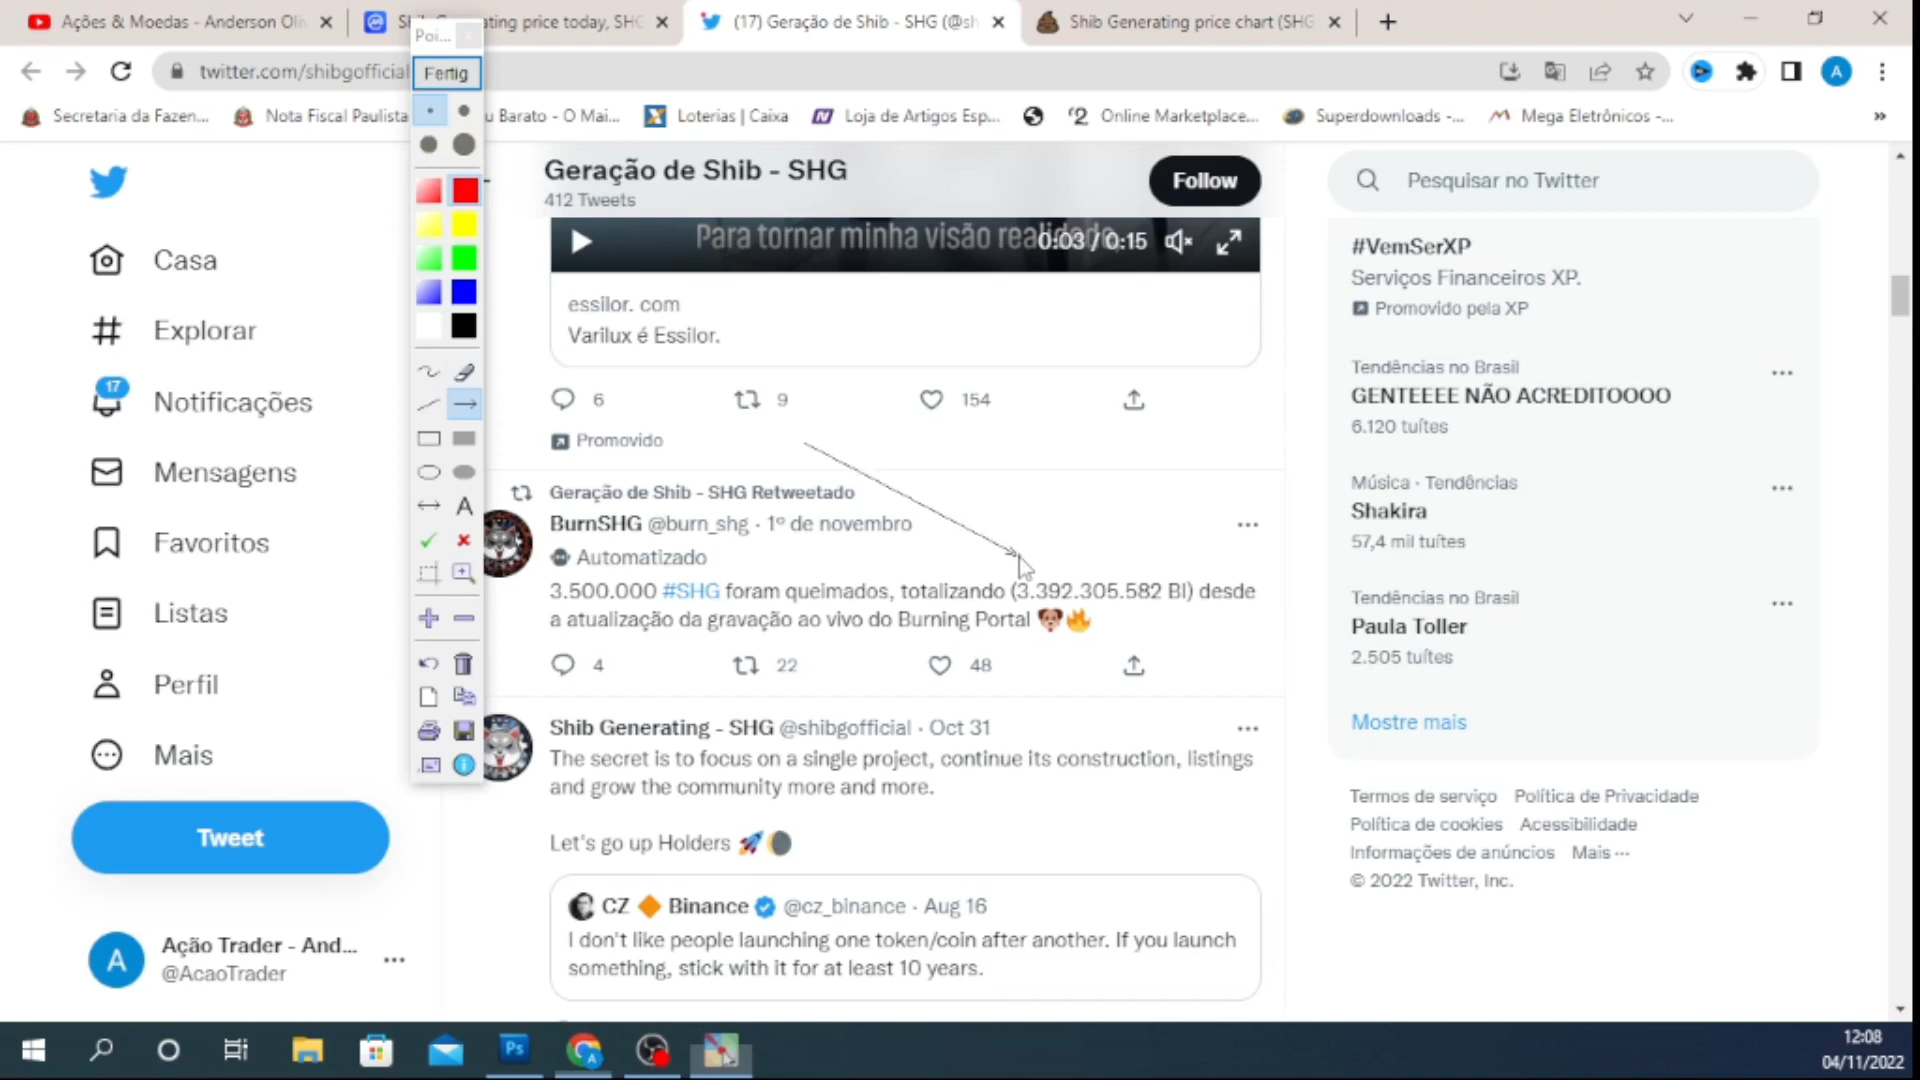 Ações & Moedas - Anderson Oli
Shib Generating price today, SHG
(17) Geração de Shib - SHG (@sh
Shib Generating price chart (SHG
Poi...
twitter.com/shibgofficial
Fertig
A
Secretaria da Fazen...
Nota Fiscal Paulista
u Barato - O Mai...
Loterias | Caixa
Loja de Artigos Esp...
Online Marketplace...
Superdownloads -...
Mega Eletrônicos -...
»
Geração de Shib - SHG
412 Tweets
Follow
Pesquisar no Twitter
Casa
Explorar
17
Notificações
Mensagens
Favoritos
Listas
Perfil
Mais
Tweet
Ação Trader - And...
@AcaoTrader
A
A
Para tornar minha visão realidade
0:03 / 0:15
essilor. com
Varilux é Essilor.
6
9
154
Promovido
Geração de Shib - SHG Retweetado
BurnSHG @burn_shg · 1º de novembro
Automatizado
3.500.000 #SHG foram queimados, totalizando (3.392.305.582 BI) desde
a atualização da gravação ao vivo do Burning Portal 🐶🔥
4
22
48
Shib Generating - SHG @shibgofficial · Oct 31
The secret is to focus on a single project, continue its construction, listings
and grow the community more and more.
Let's go up Holders 🚀🌘
CZ 🔶 Binance @cz_binance · Aug 16
I don't like people launching one token/coin after another. If you launch
something, stick with it for at least 10 years.
#VemSerXP
Serviços Financeiros XP.
Promovido pela XP
Tendências no Brasil
GENTEEEE NÃO ACREDITOOOO
6.120 tuítes
Música · Tendências
Shakira
57,4 mil tuítes
Tendências no Brasil
Paula Toller
2.505 tuítes
Mostre mais
Termos de serviço Política de Privacidade
Política de cookies Acessibilidade
Informações de anúncios Mais ···
© 2022 Twitter, Inc.
Ps
A
12:08
04/11/2022